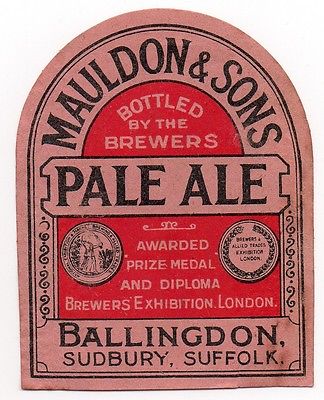 MAULDON & SONS
BOTTLED
BY THE
BREWERS
PALE ALE
AWARDED
PRIZE MEDAL
AND DIPLOMA
BREWERS' EXHIBITION, LONDON.
BREWERS &
ALLIED TRADES
EXHIBITION
LONDON.
BALLINGDON,
SUDBURY, SUFFOLK.